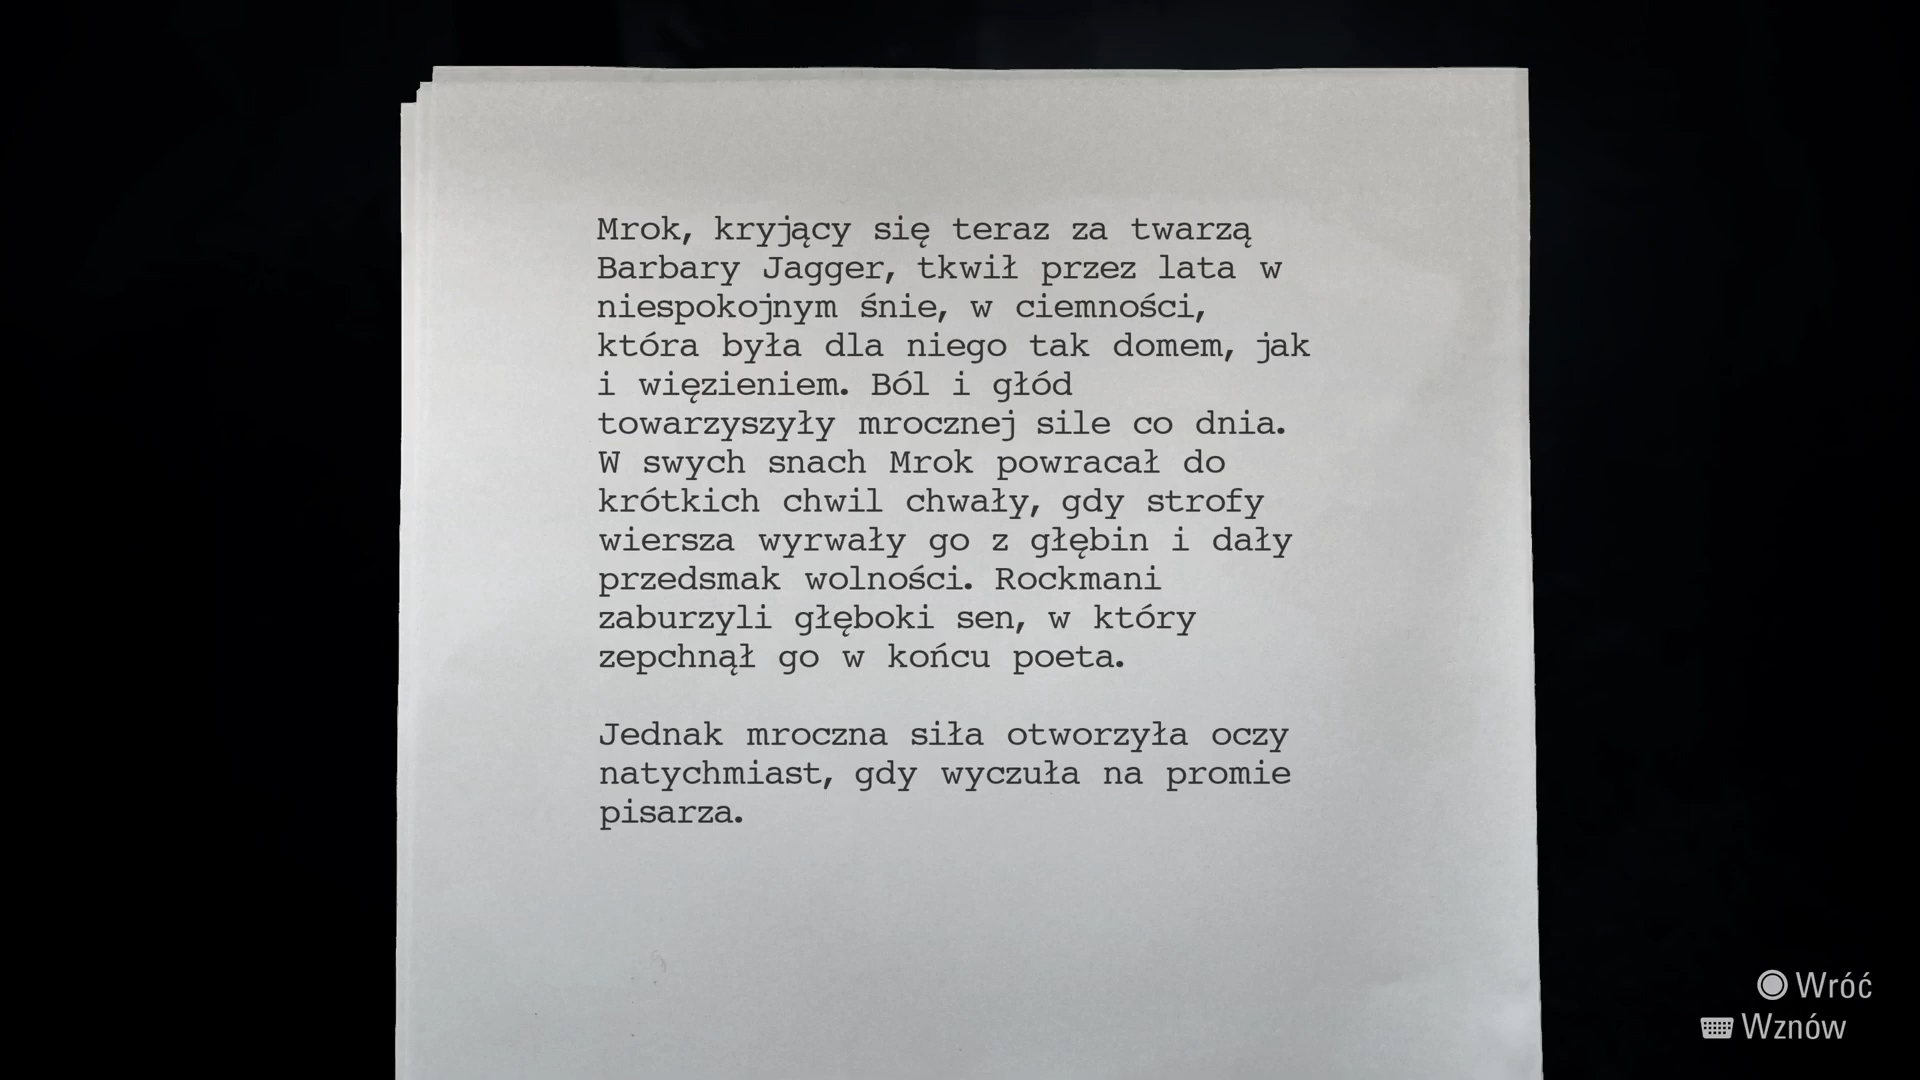 Mrok, kryjący się teraz za twarzą
Barbary Jagger, tkwił przez lata w
niespokojnym śnie, w ciemności,
która była dla niego tak domem, jak
i więzieniem. Ból i głód
towarzyszyły mrocznej sile co dnia.
W swych snach Mrok powracał do
krótkich chwil chwały, gdy strofy
wiersza wyrwały go z głębin i dały
przedsmak wolności. Rockmani
zaburzyli głęboki sen, w który
zepchnął go w końcu poeta.

Jednak mroczna siła otworzyła oczy
natychmiast, gdy wyczuła na promie
pisarza.
Wróć
Wznów